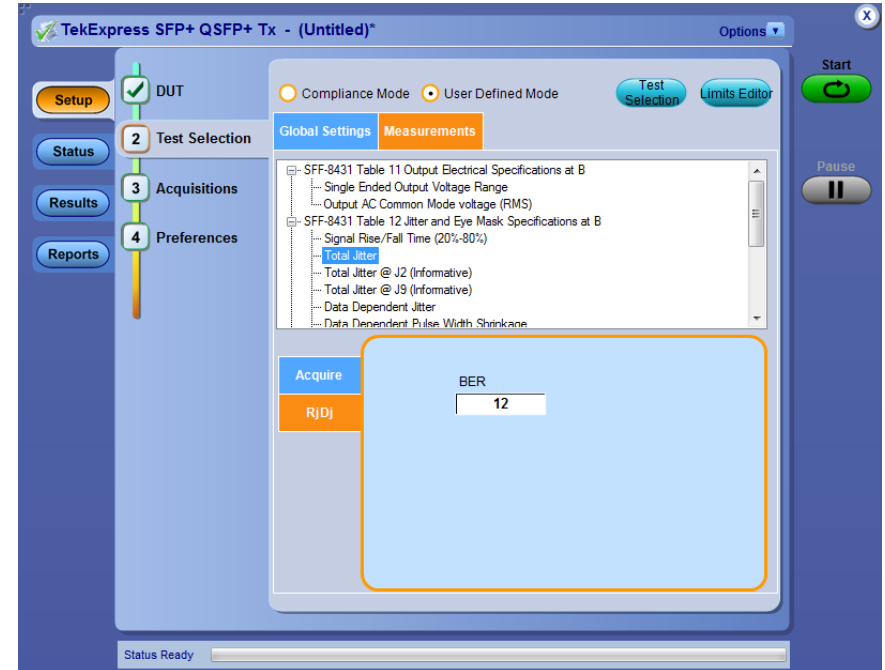 TekExpress SFP+ QSFP+ Tx - (Untitled)*
Options
X
Start
Pause
Setup
Status
Results
Reports
DUT
2 Test Selection
3 Acquisitions
4 Preferences
Compliance Mode
User Defined Mode
Test Selection
Limits Editor
Global Settings
Measurements
SFF-8431 Table 11 Output Electrical Specifications at B
Single Ended Output Voltage Range
Output AC Common Mode voltage (RMS)
SFF-8431 Table 12 Jitter and Eye Mask Specifications at B
Signal Rise/Fall Time (20%-80%)
Total Jitter
Total Jitter @ J2 (Informative)
Total Jitter @ J9 (Informative)
Data Dependent Jitter
Data Dependent Pulse Width Shrinkage
Acquire
RjDj
BER
12
Status Ready